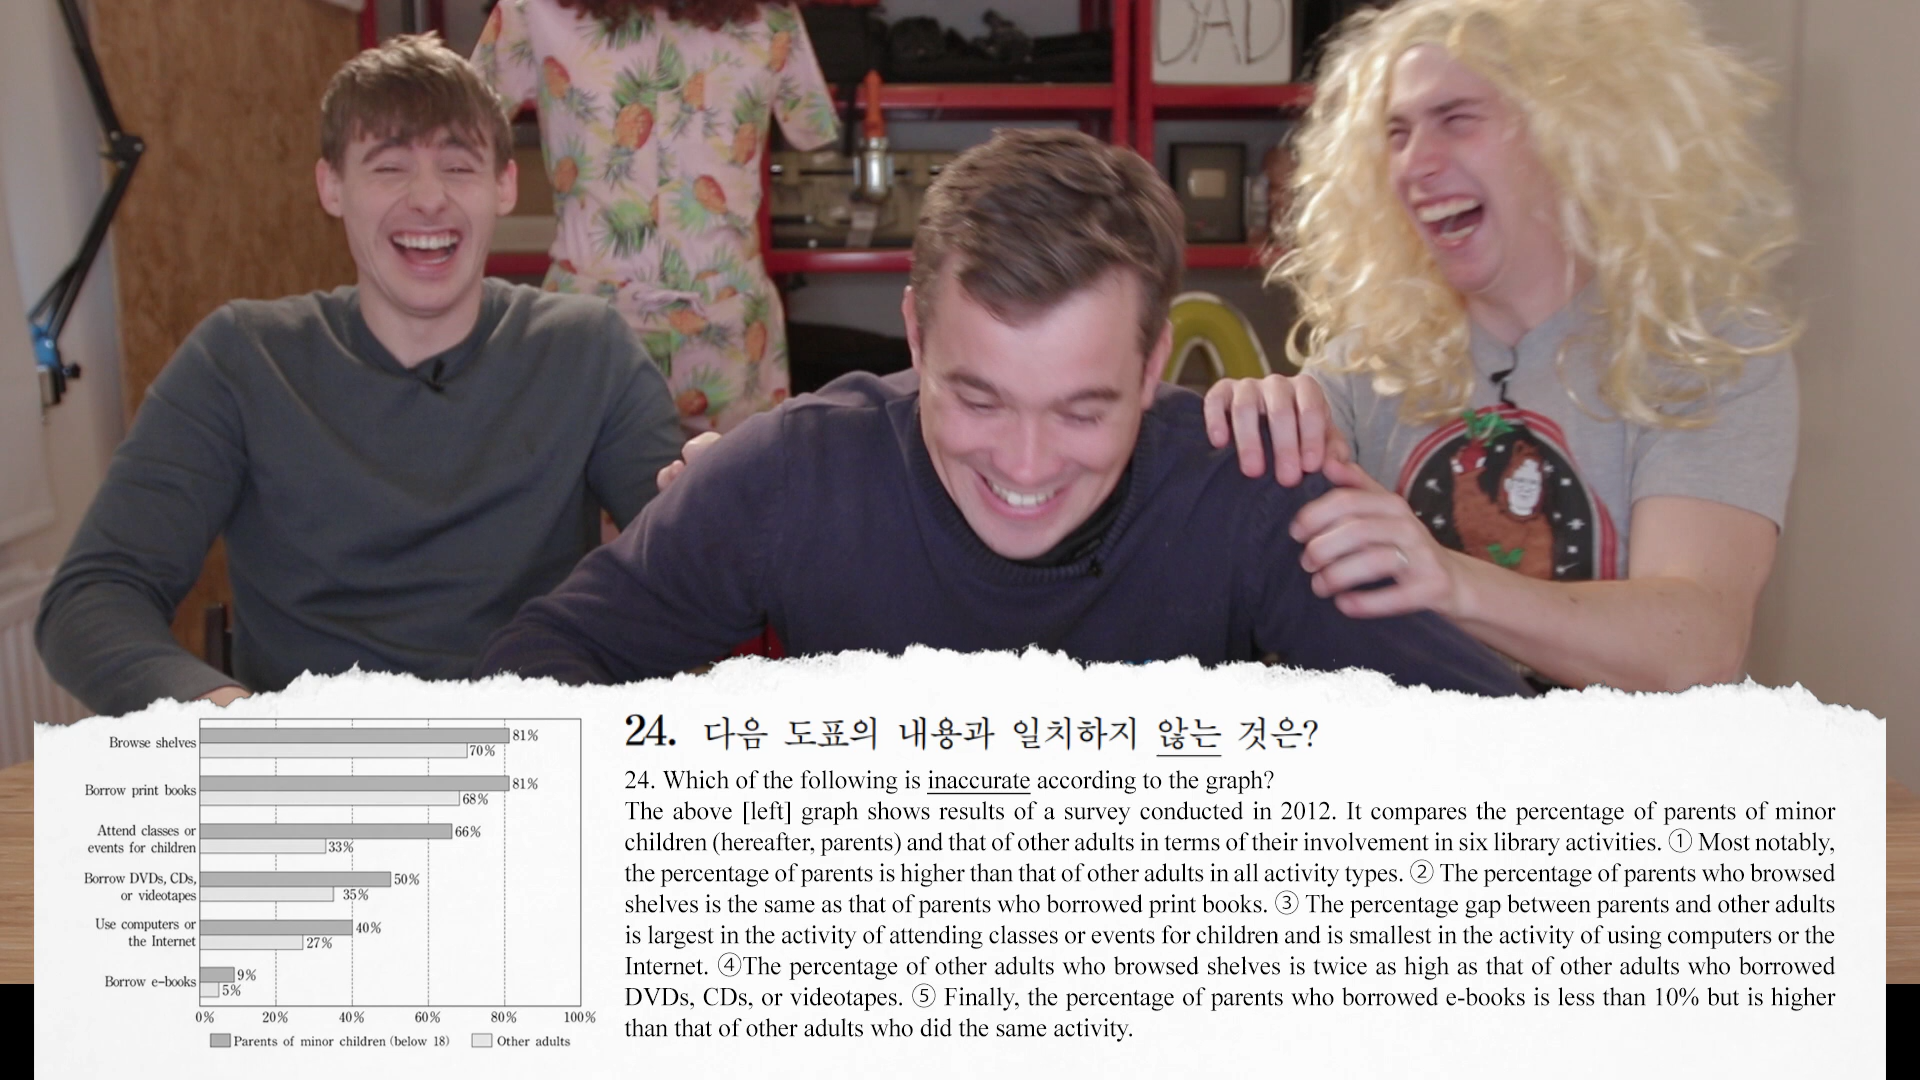 DAD
Browse shelves
81%
70%
Borrow print books
81%
68%
Attend classes or
events for children
66%
33%
Borrow DVDs, CDs,
or videotapes
50%
35%
Use computers or
the Internet
40%
27%
Borrow e-books
9%
5%
0% 20% 40% 60% 80% 100%
Parents of minor children (below 18) Other adults
24. 다음 도표의 내용과 일치하지 않는 것은?
24. Which of the following is inaccurate according to the graph?
The above [left] graph shows results of a survey conducted in 2012. It compares the percentage of parents of minor
children (hereafter, parents) and that of other adults in terms of their involvement in six library activities. ① Most notably,
the percentage of parents is higher than that of other adults in all activity types. ② The percentage of parents who browsed
shelves is the same as that of parents who borrowed print books. ③ The percentage gap between parents and other adults
is largest in the activity of attending classes or events for children and is smallest in the activity of using computers or the
Internet. ④The percentage of other adults who browsed shelves is twice as high as that of other adults who borrowed
DVDs, CDs, or videotapes. ⑤ Finally, the percentage of parents who borrowed e-books is less than 10% but is higher
than that of other adults who did the same activity.